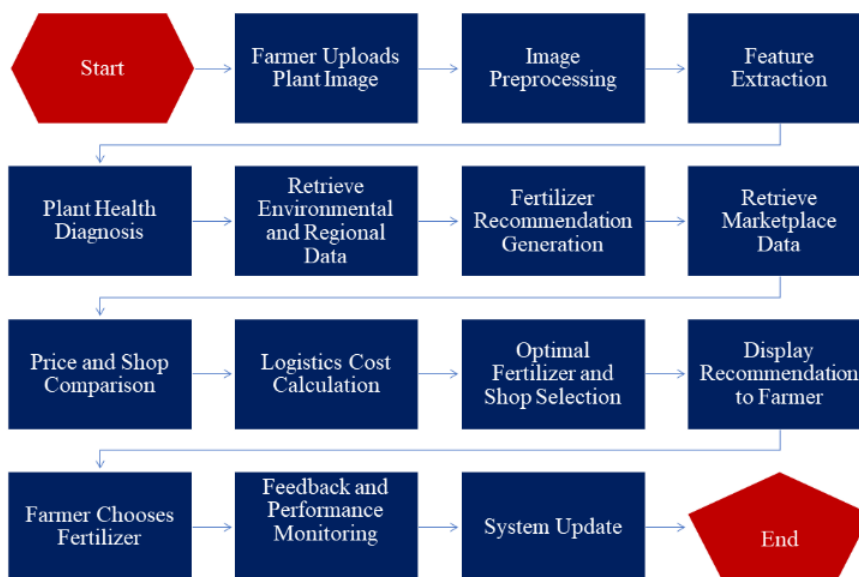 Start
Farmer Uploads
Plant Image
Image
Preprocessing
Feature
Extraction
Plant Health
Diagnosis
Retrieve
Environmental
and Regional
Data
Fertilizer
Recommendation
Generation
Retrieve
Marketplace
Data
Price and Shop
Comparison
Logistics Cost
Calculation
Optimal
Fertilizer and
Shop Selection
Display
Recommendation
to Farmer
Farmer Chooses
Fertilizer
Feedback and
Performance
Monitoring
System Update
End